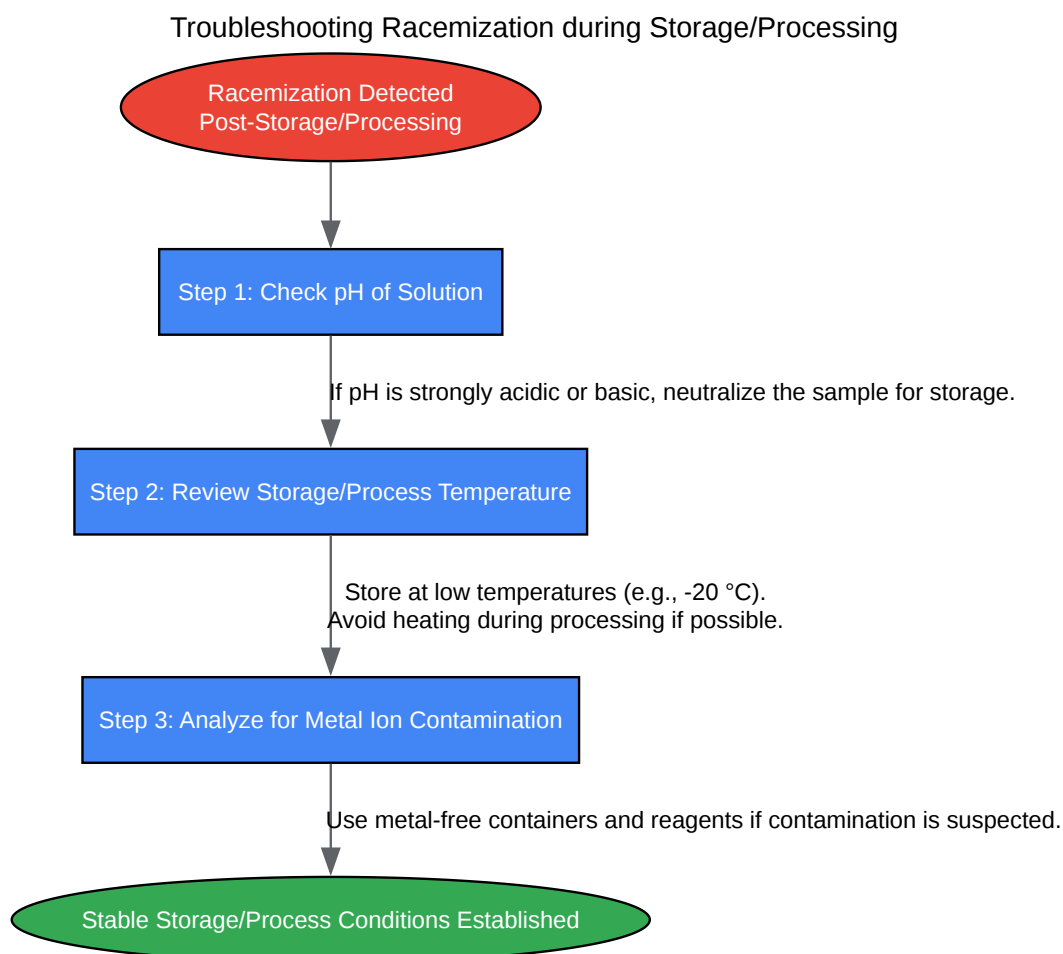 Troubleshooting Racemization during Storage/Processing
Racemization Detected
Post-Storage/Processing
Step 1: Check pH of Solution
If pH is strongly acidic or basic, neutralize the sample for storage.
Step 2: Review Storage/Process Temperature
Store at low temperatures (e.g., -20 °C).
Avoid heating during processing if possible.
Step 3: Analyze for Metal Ion Contamination
Use metal-free containers and reagents if contamination is suspected.
Stable Storage/Process Conditions Established